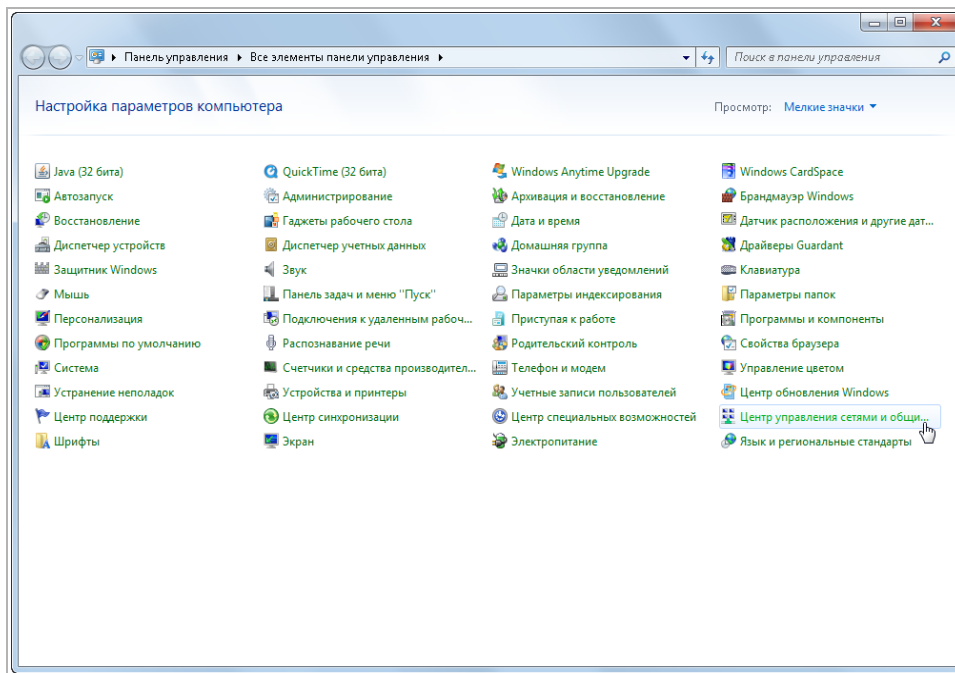 Панель управления Все элементы панели управления Поиск в панели управления
Настройка параметров компьютера
Просмотр: Мелкие значки
Java (32 бита) QuickTime (32 бита) Windows Anytime Upgrade Windows CardSpace
Автозапуск Администрирование Архивация и восстановление Брандмауэр Windows
Восстановление Гаджеты рабочего стола Дата и время Датчик расположения и другие дат...
Диспетчер устройств Диспетчер учетных данных Домашняя группа Драйверы Guardant
Защитник Windows Звук Значки области уведомлений Клавиатура
Мышь Панель задач и меню "Пуск" Параметры индексирования Параметры папок
Персонализация Подключения к удаленным рабоч... Приступая к работе Программы и компоненты
Программы по умолчанию Распознавание речи Родительский контроль Свойства браузера
Система Счетчики и средства производител... Телефон и модем Управление цветом
Устранение неполадок Устройства и принтеры Учетные записи пользователей Центр обновления Windows
Центр поддержки Центр синхронизации Центр специальных возможностей Центр управления сетями и общи...
Шрифты Экран Электропитание Язык и региональные стандарты